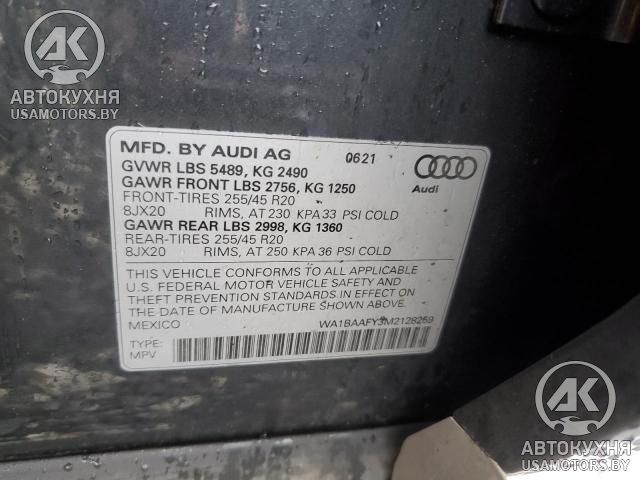 АВТОКУХНЯ
USAMOTORS.BY
MFD. BY AUDI AG 0621
GVWR LBS 5489, KG 2490
GAWR FRONT LBS 2756, KG 1250
FRONT-TIRES 255/45 R20
8JX20 RIMS, AT 230 KPA 33 PSI COLD
GAWR REAR LBS 2998, KG 1360
REAR-TIRES 255/45 R20
8JX20 RIMS, AT 250 KPA 36 PSI COLD
Audi
THIS VEHICLE CONFORMS TO ALL APPLICABLE
U.S. FEDERAL MOTOR VEHICLE SAFETY AND
THEFT PREVENTION STANDARDS IN EFFECT ON
THE DATE OF MANUFACTURE SHOWN ABOVE.
MEXICO WA1BAAFY3M2128259
TYPE:
MPV
АВТОКУХНЯ
USAMOTORS.BY